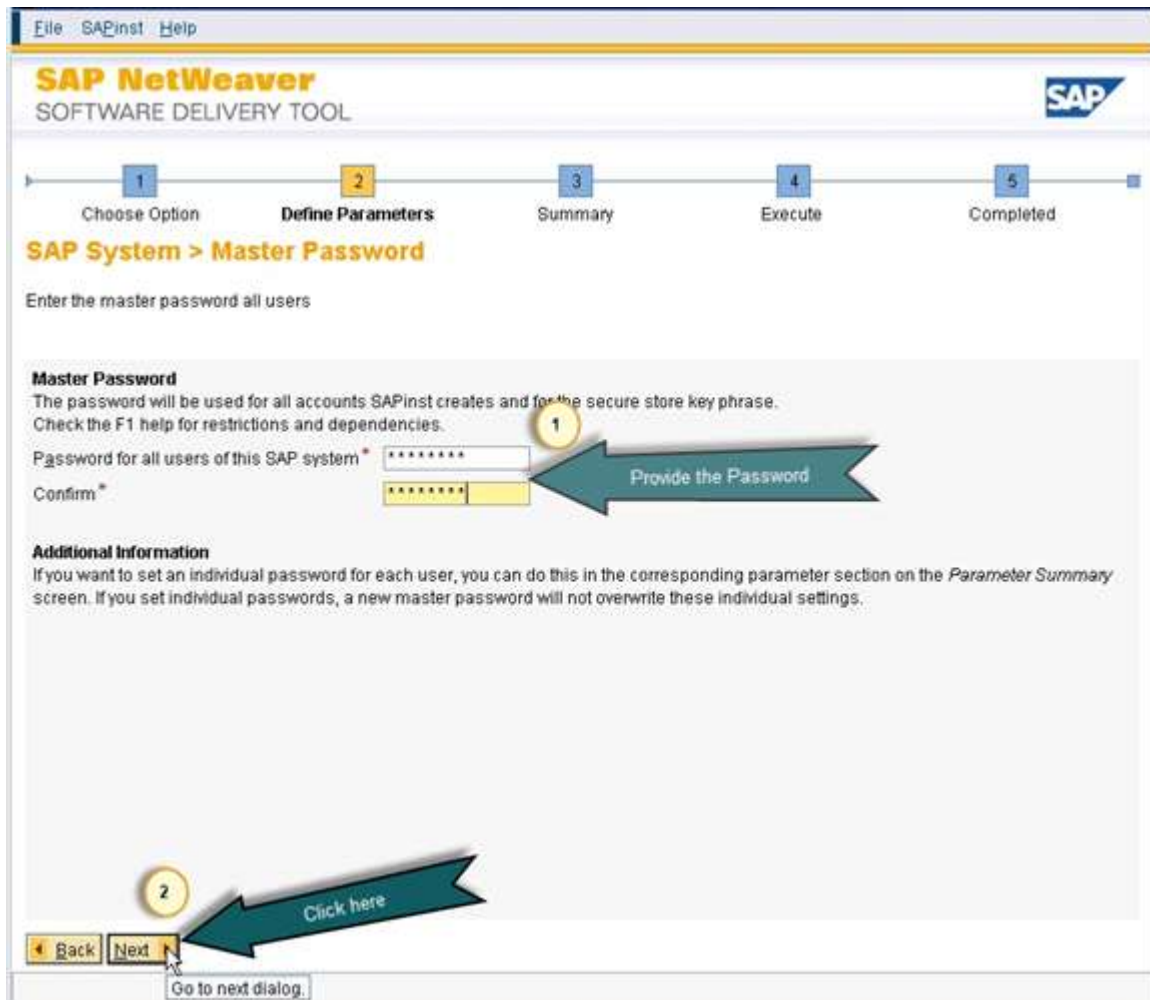 File SAPinst Help
SAP NetWeaver
SOFTWARE DELIVERY TOOL
SAP
1 2 3 4 5
Choose Option Define Parameters Summary Execute Completed
SAP System > Master Password
Enter the master password all users
Master Password
The password will be used for all accounts SAPinst creates and for the secure store key phrase.
Check the F1 help for restrictions and dependencies.
1
Password for all users of this SAP system* ********
Provide the Password
Confirm* ********
Additional Information
If you want to set an individual password for each user, you can do this in the corresponding parameter section on the Parameter Summary
screen. If you set individual passwords, a new master password will not overwrite these individual settings.
2
Click here
Back Next
Go to next dialog.